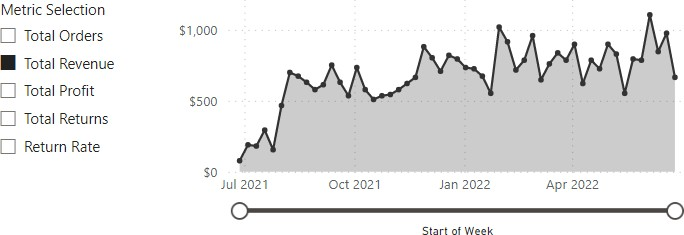 Metric Selection
Total Orders
Total Revenue
Total Profit
Total Returns
Return Rate
$1,000
$500
$0
Jul 2021
Oct 2021
Jan 2022
Apr 2022
Start of Week